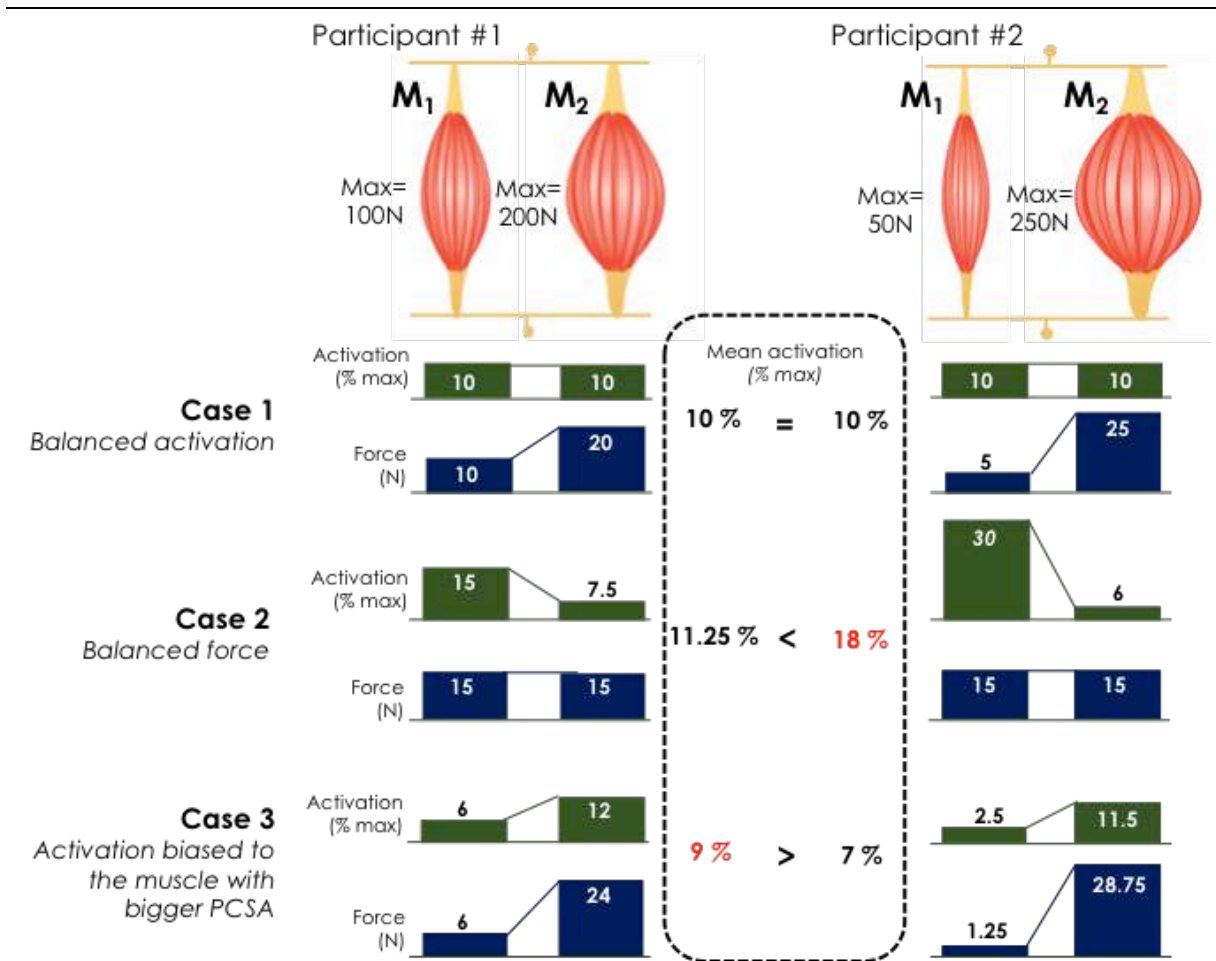 Participant #1
Participant #2
M₁
M₂
M₁
M₂
Max=
100N
Max=
200N
Max=
50N
Max=
250N
Case 1
Balanced activation
Activation
(% max)
10
10
Force
(N)
10
20
Mean activation
(% max)
10 % = 10 %
10
10
5
25
Case 2
Balanced force
Activation
(% max)
15
7.5
Force
(N)
15
15
11.25 % < 18 %
30
6
15
15
Case 3
Activation biased to
the muscle with
bigger PCSA
Activation
(% max)
6
12
Force
(N)
6
24
9 % > 7 %
2.5
11.5
1.25
28.75